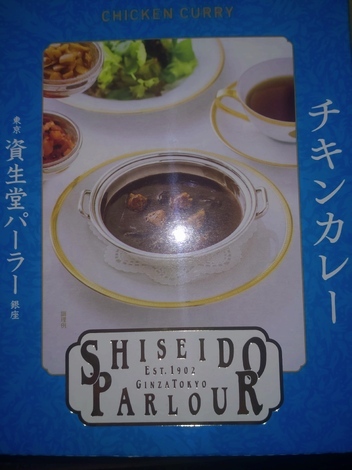 CHICKEN CURRY
チキンカレー
東京 資生堂パーラー 銀座
SHISEIDO
EST. 1902
GINZA TOKYO
PARLOUR